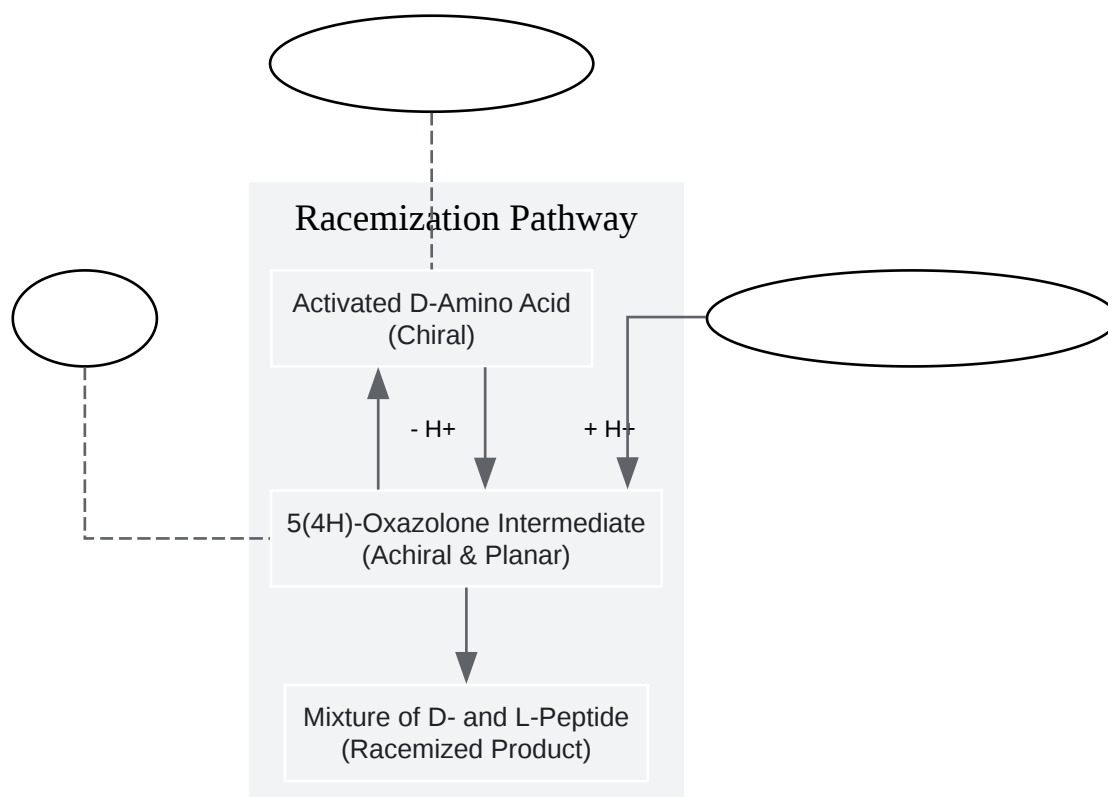 Racemization Pathway
Activated D-Amino Acid
(Chiral)
- H+
+ H+
5(4H)-Oxazolone Intermediate
(Achiral & Planar)
Mixture of D- and L-Peptide
(Racemized Product)